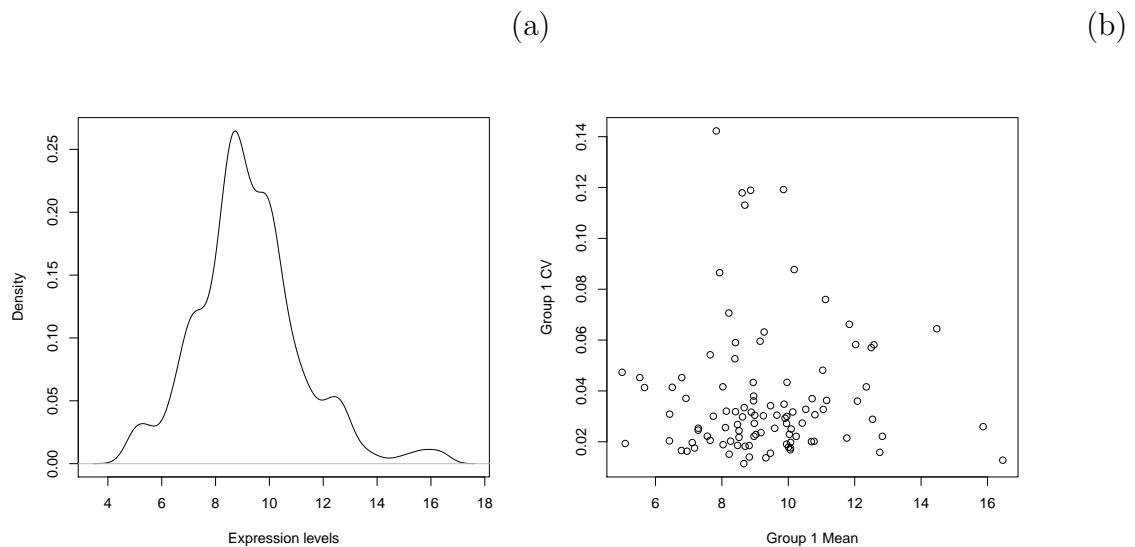 (a)
(b)
Density
0.00 0.05 0.10 0.15 0.20 0.25
4 6 8 10 12 14 16 18
Expression levels
Group 1 CV
0.02 0.04 0.06 0.08 0.10 0.12 0.14
6 8 10 12 14 16
Group 1 Mean